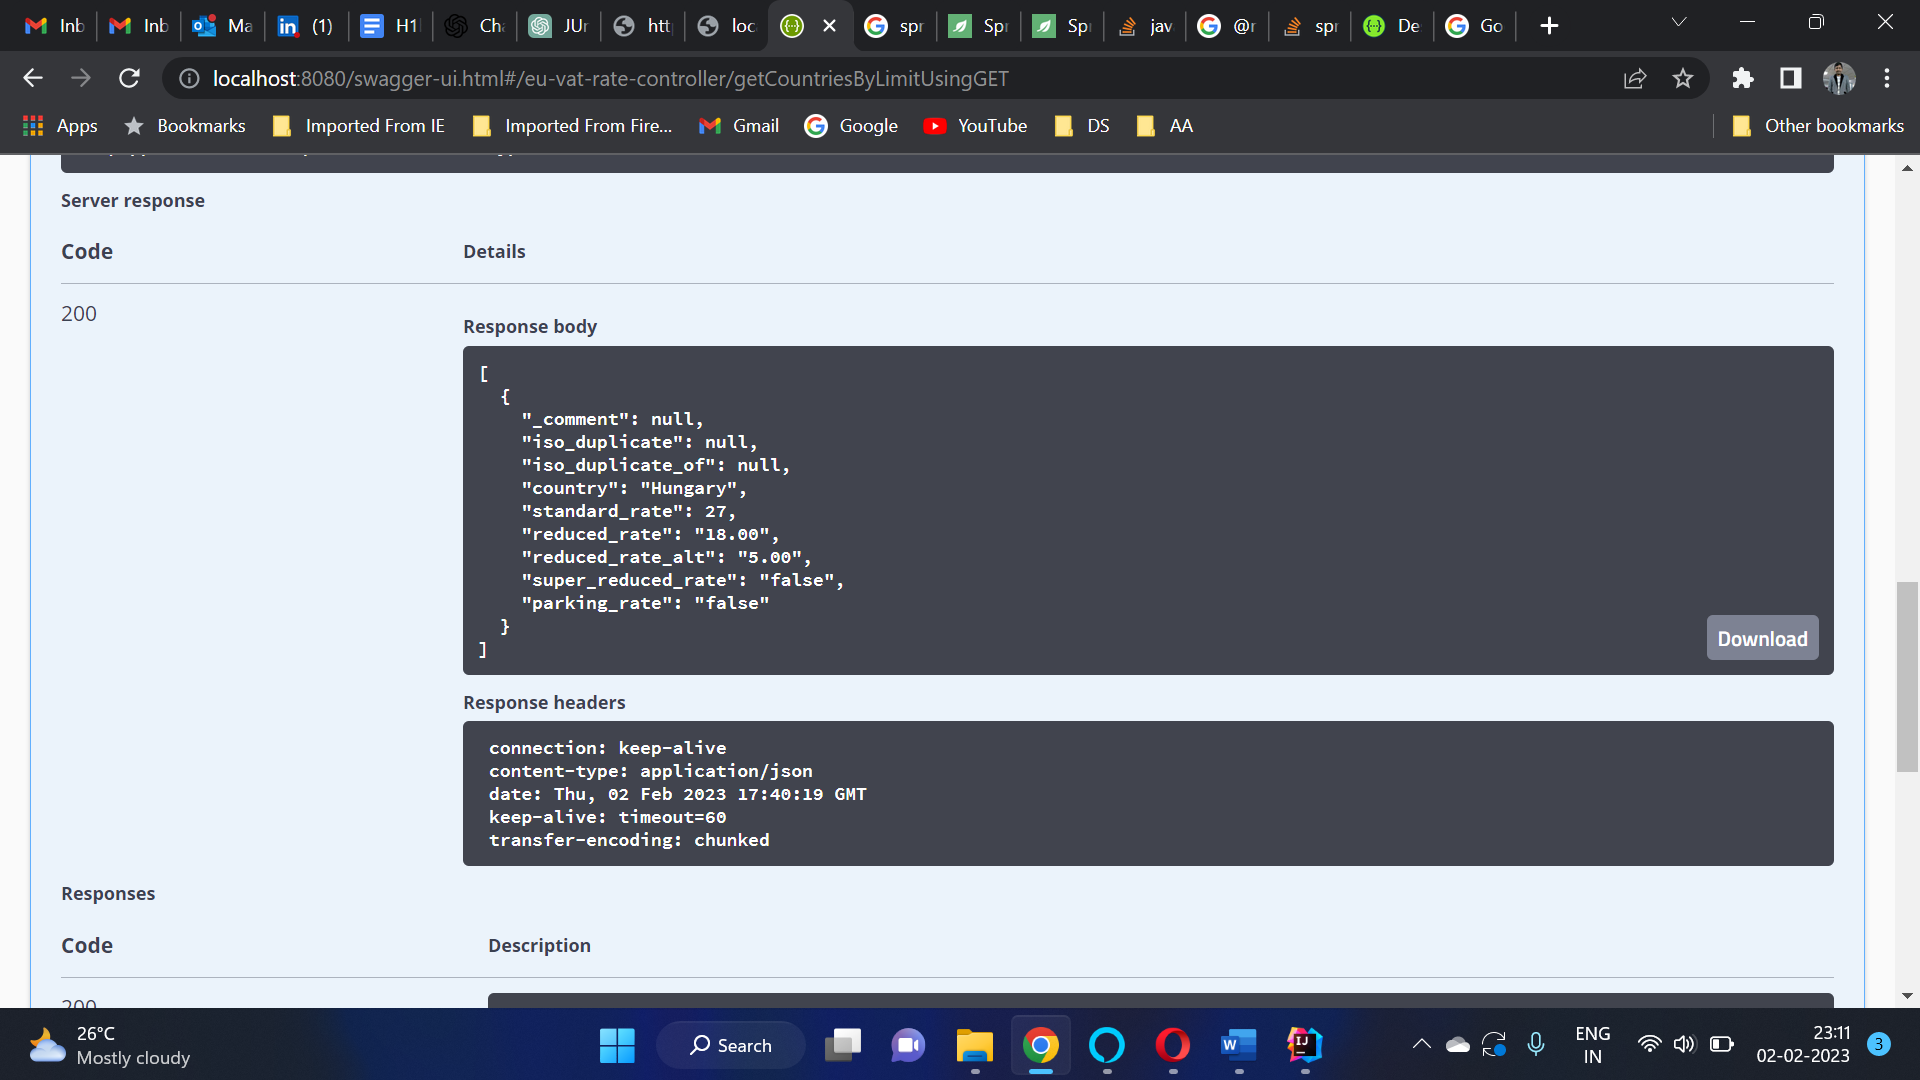 Inb
Inb
Ma
(1)
H1
Ch
JUr
htt
loc
spr
Spr
Sp
jav
@r
spr
De
Go
localhost:8080/swagger-ui.html#/eu-vat-rate-controller/getCountriesByLimitUsingGET
Apps
Bookmarks
Imported From IE
Imported From Fire...
Gmail
Google
YouTube
DS
AA
Other bookmarks
Server response
Code
Details
200
Response body
[
{
"_comment": null,
"iso_duplicate": null,
"iso_duplicate_of": null,
"country": "Hungary",
"standard_rate": 27,
"reduced_rate": "18.00",
"reduced_rate_alt": "5.00",
"super_reduced_rate": "false",
"parking_rate": "false"
}
]
Download
Response headers
connection: keep-alive
content-type: application/json
date: Thu, 02 Feb 2023 17:40:19 GMT
keep-alive: timeout=60
transfer-encoding: chunked
Responses
Code
Description
200
26°C
Mostly cloudy
Search
ENG
IN
23:11
02-02-2023
3